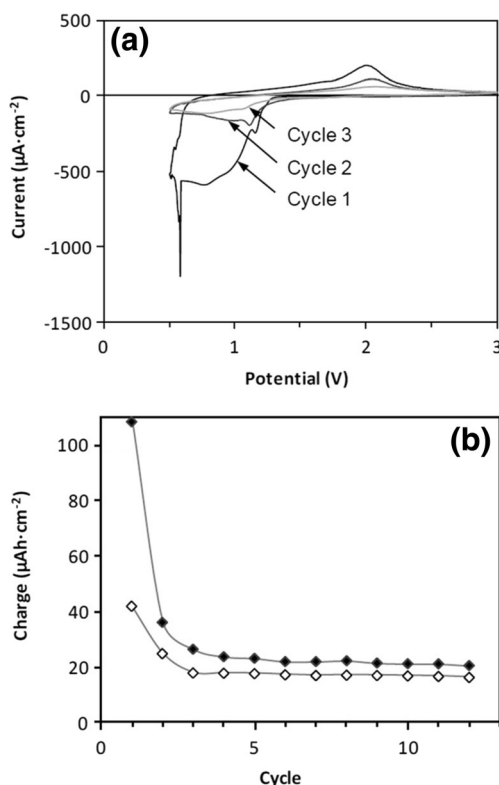 (a)
500
0
-500
-1000
-1500
Current (μA·cm-2)
Cycle 3
Cycle 2
Cycle 1
0
1
2
3
Potential (V)
(b)
100
80
60
40
20
0
Charge (μAh·cm-2)
0
5
10
Cycle